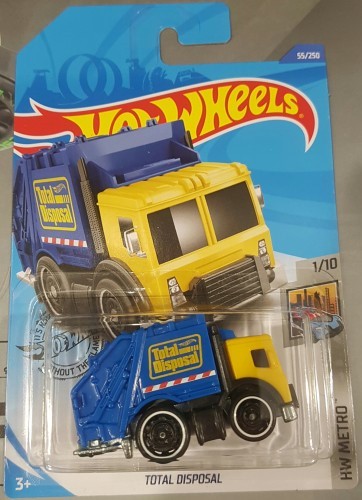 55/250
HOT WHEELS
Total
Disposal
1/10
Total
Disposal
HW METRO
TOTAL DISPOSAL
3+